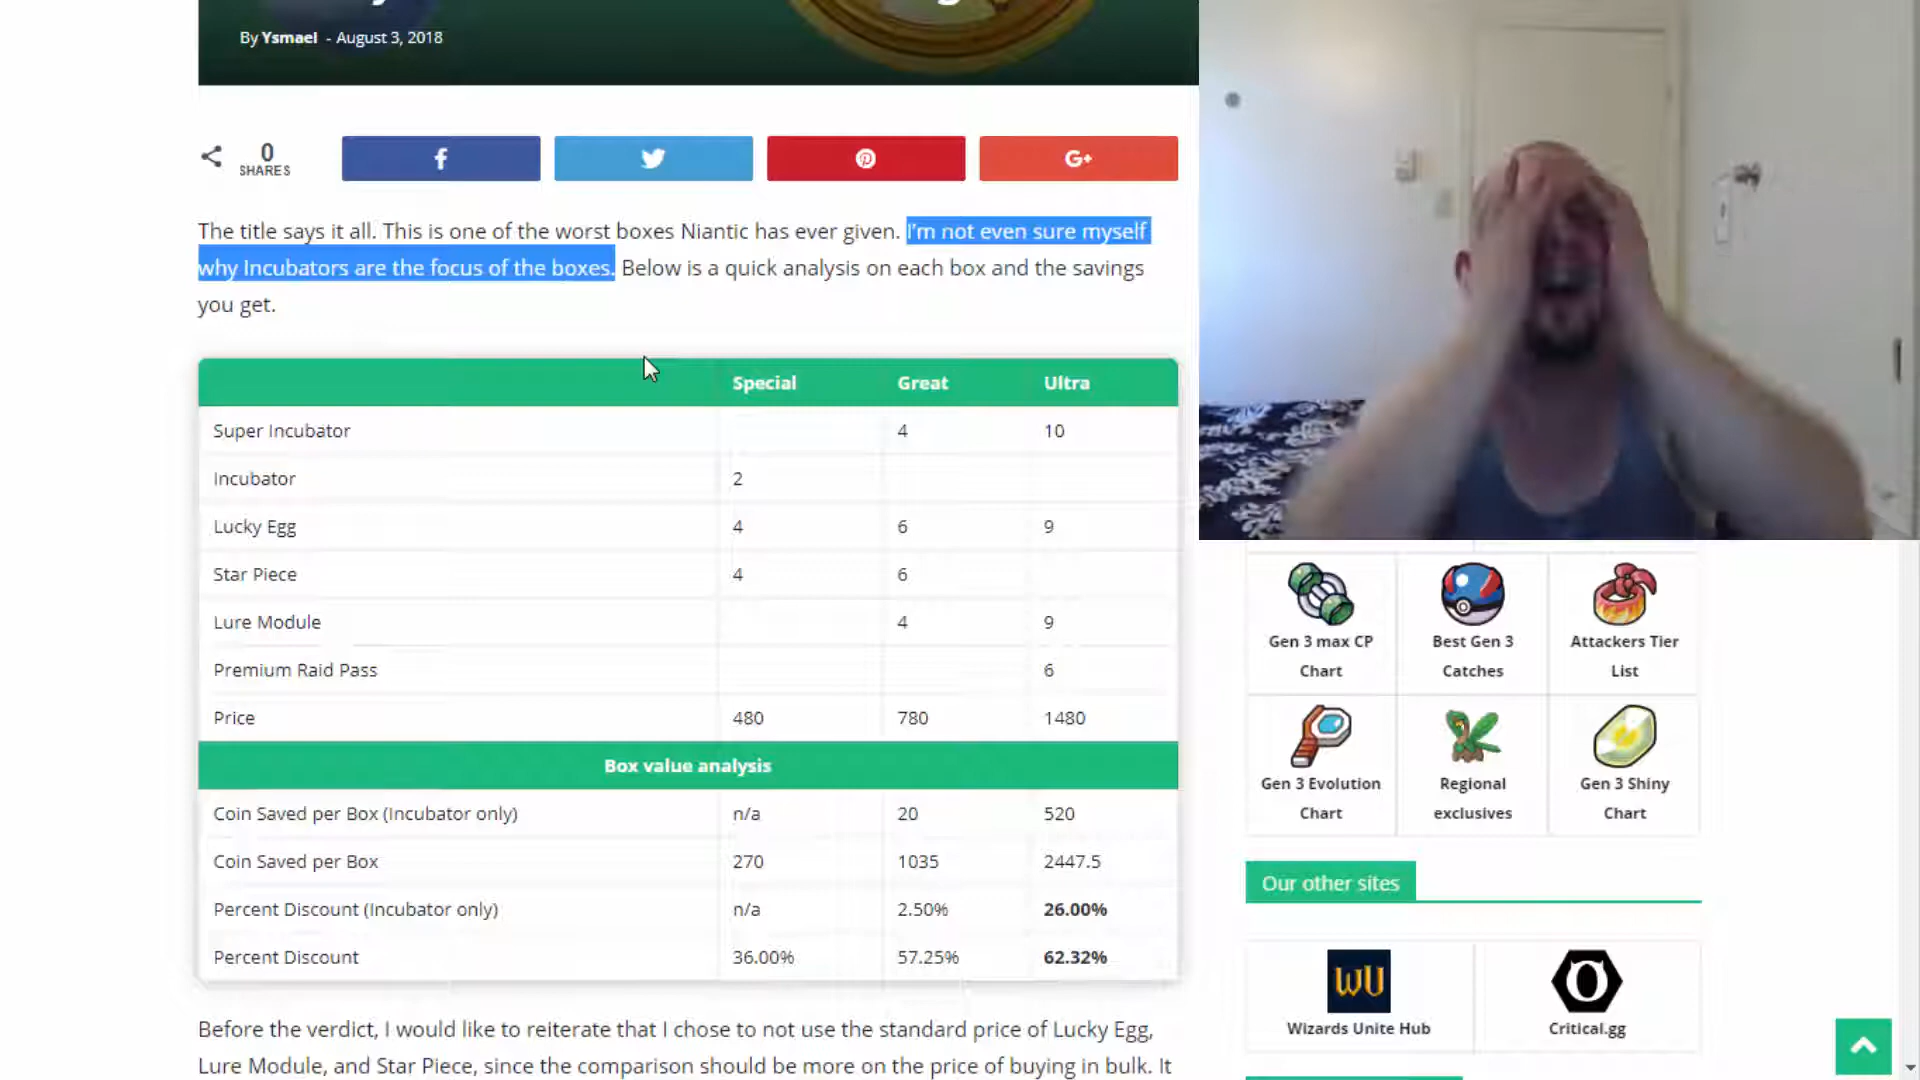 By Ysmael - August 3, 2018
0
SHARES
f
G+
The title says it all. This is one of the worst boxes Niantic has ever given. I'm not even sure myself
why Incubators are the focus of the boxes. Below is a quick analysis on each box and the savings
you get.
Special Great Ultra
Super Incubator 4 10
Incubator 2
Lucky Egg 4 6 9
Star Piece 4 6
Lure Module 4 9
Premium Raid Pass 6
Price 480 780 1480
Box value analysis
Coin Saved per Box (Incubator only) n/a 20 520
Coin Saved per Box 270 1035 2447.5
Percent Discount (Incubator only) n/a 2.50% 26.00%
Percent Discount 36.00% 57.25% 62.32%
Before the verdict, I would like to reiterate that I chose to not use the standard price of Lucky Egg,
Lure Module, and Star Piece, since the comparison should be more on the price of buying in bulk. It
Gen 3 max CP
Chart
Best Gen 3
Catches
Attackers Tier
List
Gen 3 Evolution
Chart
Regional
exclusives
Gen 3 Shiny
Chart
Our other sites
WU
Wizards Unite Hub
Critical.gg